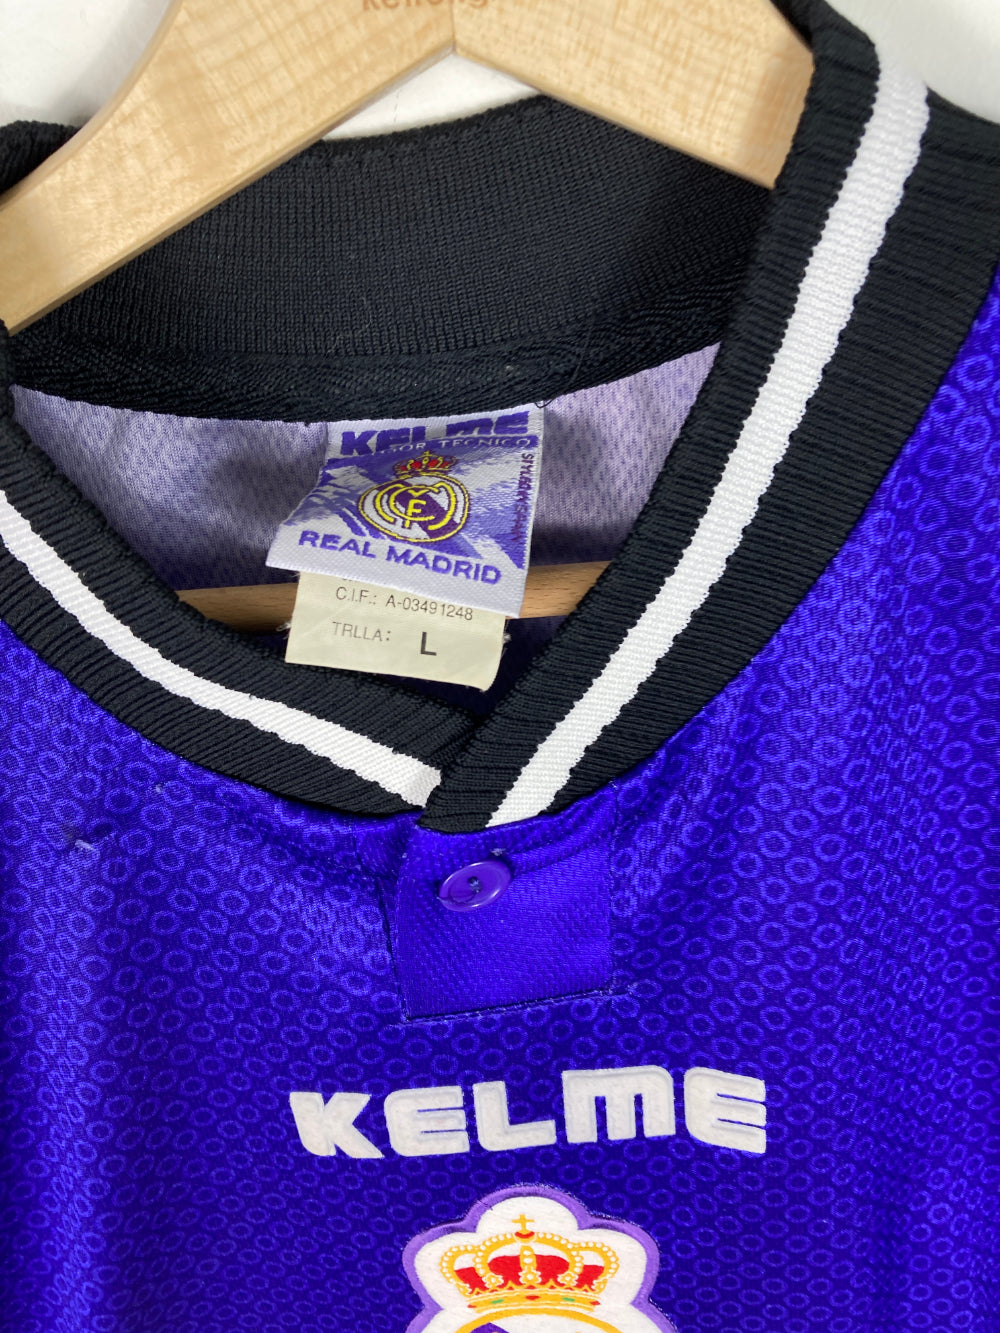 KELME
REAL MADRID
C.I.F.: A-03491248
TRLLA: L
KELME